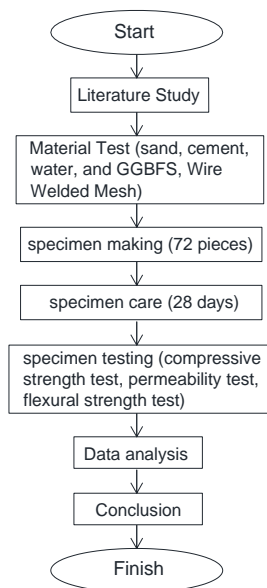 Start
Literature Study
Material Test (sand, cement,
water, and GGBFS, Wire
Welded Mesh)
specimen making (72 pieces)
specimen care (28 days)
specimen testing (compressive
strength test, permeability test,
flexural strength test)
Data analysis
Conclusion
Finish